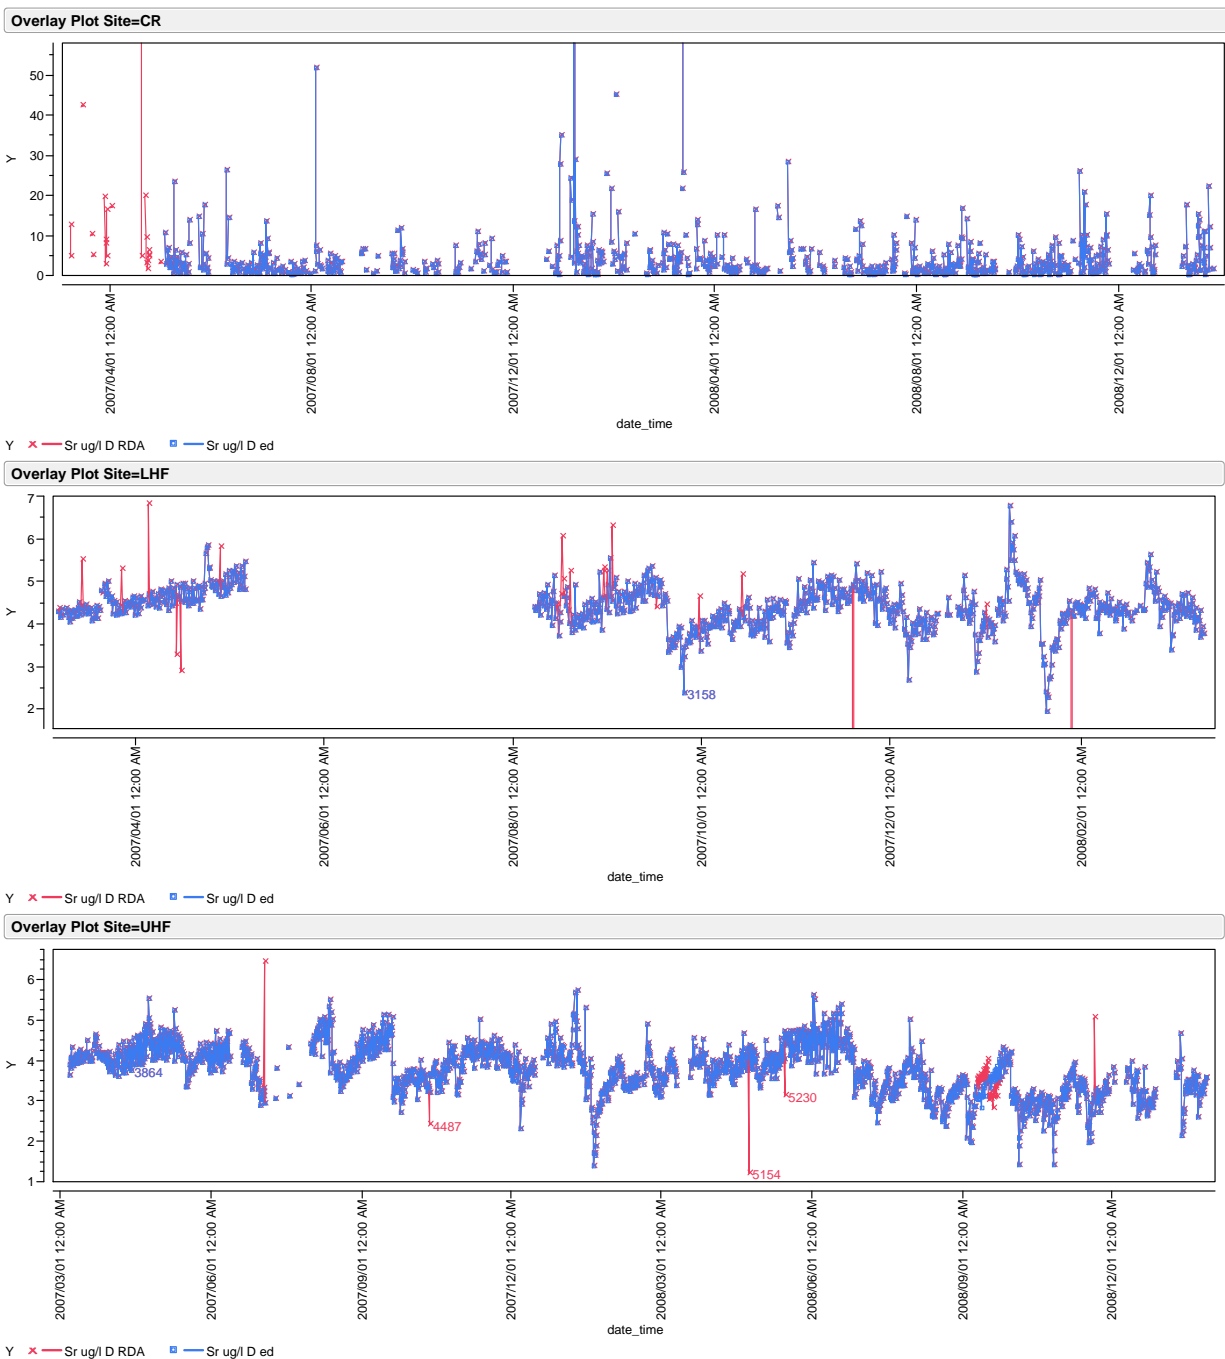 Overlay Plot Site=CR
50
40
30
20
10
0
Y
2007/04/01 12:00 AM
2007/08/01 12:00 AM
2007/12/01 12:00 AM
2008/04/01 12:00 AM
2008/08/01 12:00 AM
2008/12/01 12:00 AM
date_time
Y Sr ug/l D RDA Sr ug/l D ed
Overlay Plot Site=LHF
7
6
5
4
3
2
Y
3158
2007/04/01 12:00 AM
2007/06/01 12:00 AM
2007/08/01 12:00 AM
2007/10/01 12:00 AM
2007/12/01 12:00 AM
2008/02/01 12:00 AM
date_time
Y Sr ug/l D RDA Sr ug/l D ed
Overlay Plot Site=UHF
6
5
4
3
2
1
Y
3864
4487
5154
5230
2007/03/01 12:00 AM
2007/06/01 12:00 AM
2007/09/01 12:00 AM
2007/12/01 12:00 AM
2008/03/01 12:00 AM
2008/06/01 12:00 AM
2008/09/01 12:00 AM
2008/12/01 12:00 AM
date_time
Y Sr ug/l D RDA Sr ug/l D ed